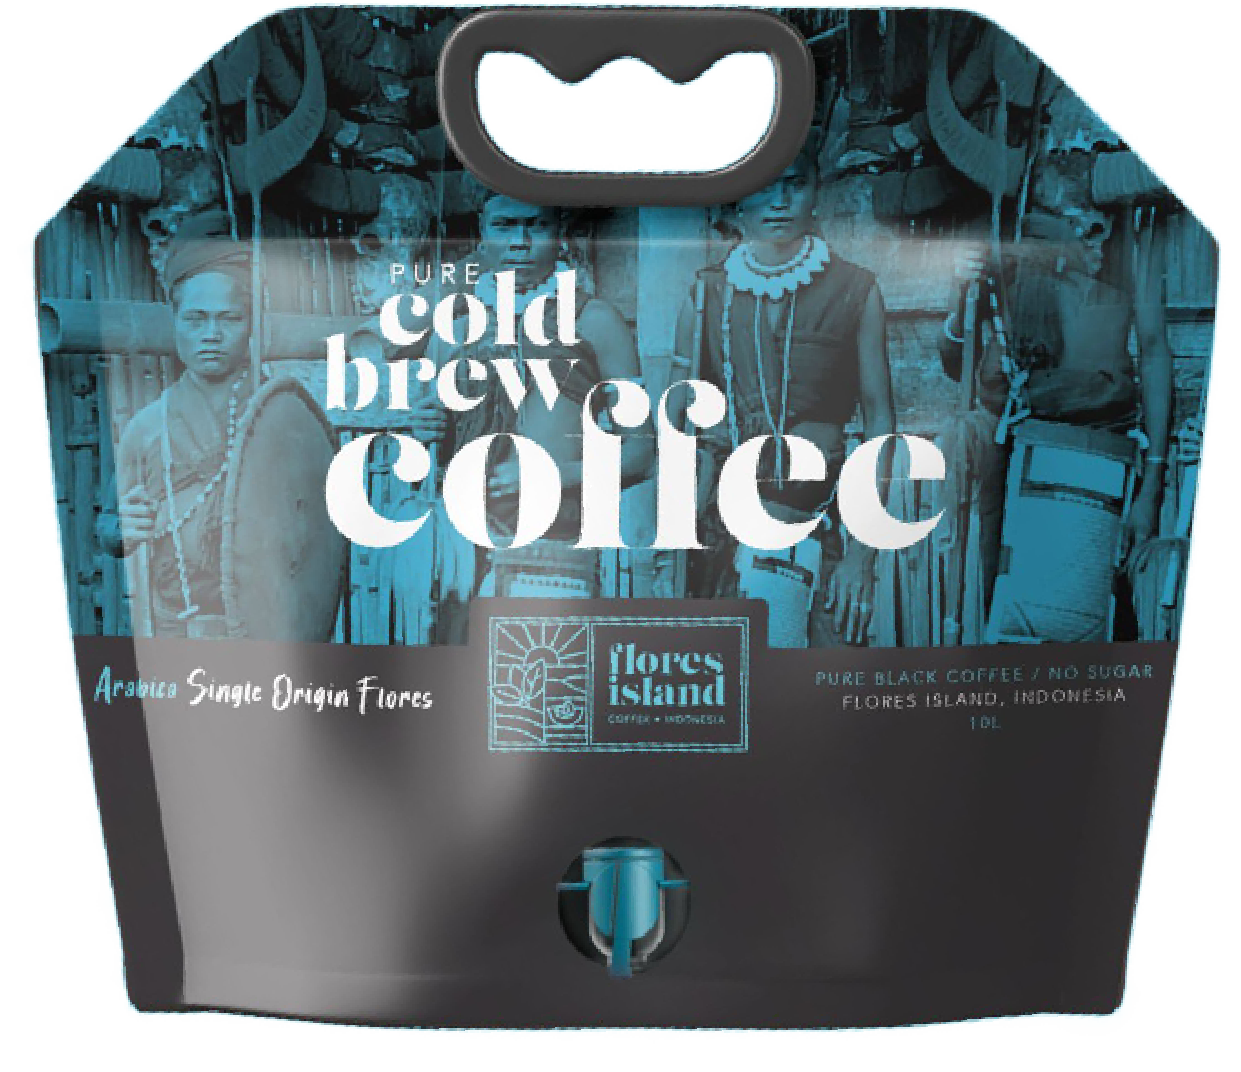 PURE
cold
brew
coffee
Arabica Single Origin Flores
flores
island
COFFEE • INDONESIA
PURE BLACK COFFEE / NO SUGAR
FLORES ISLAND, INDONESIA
10L